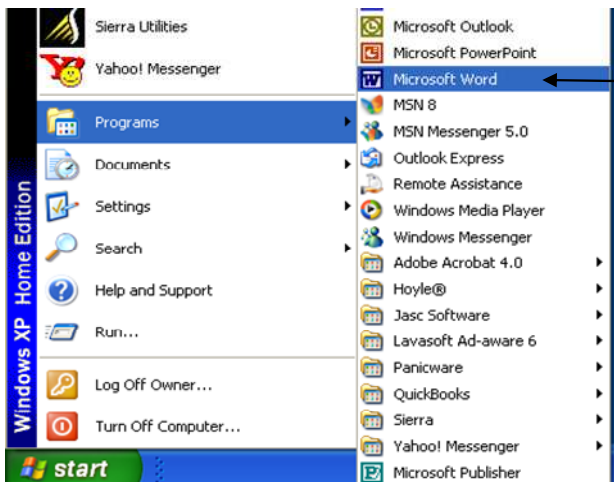 Sierra Utilities
Yahoo! Messenger
Programs
Documents
Settings
Search
Help and Support
Run...
Log Off Owner...
Turn Off Computer...
Windows XP Home Edition
start
Microsoft Outlook
Microsoft PowerPoint
Microsoft Word
MSN 8
MSN Messenger 5.0
Outlook Express
Remote Assistance
Windows Media Player
Windows Messenger
Adobe Acrobat 4.0
Hoyle®
Jasc Software
Lavasoft Ad-aware 6
Panicware
QuickBooks
Sierra
Yahoo! Messenger
Microsoft Publisher